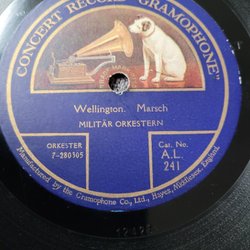 CONCERT RECORD "GRAMOPHONE"
Wellington. Marsch
MILITÄR ORKESTERN
ORKESTER
7-280305
Cat. No.
A.L.
241
Manufactured by the Gramophone Co., Ltd., Hayes, Middlesex, England.